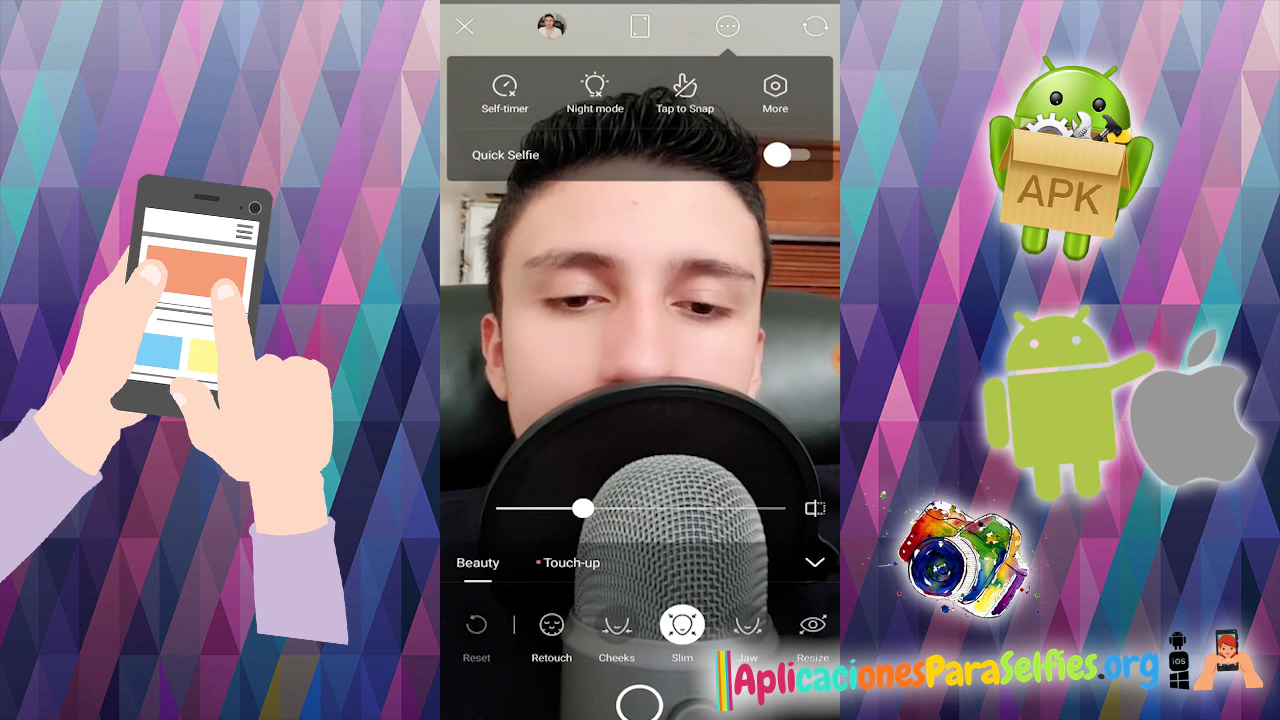 Self-timer
Night mode
Tap to Snap
More
Quick Selfie
APK
Beauty
Touch-up
Reset
Retouch
Cheeks
Slim
Jaw
Resize
AplicacionesParaSelfies.org
iOS